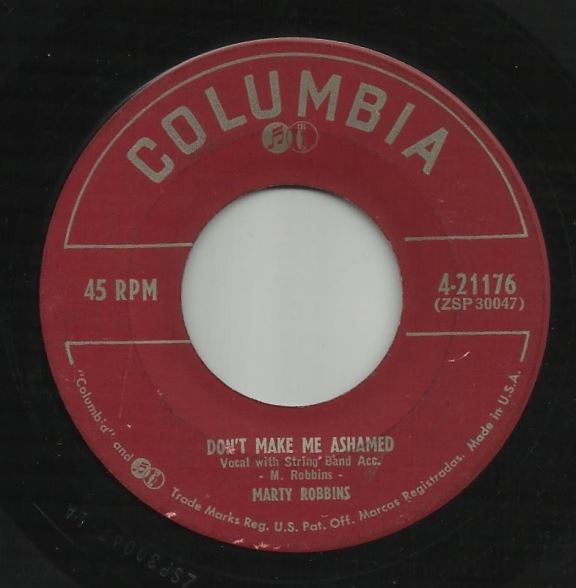 COLUMBIA
45 RPM
4-21176
(ZSP 30047)
DON'T MAKE ME ASHAMED
Vocal with String Band Acc.
- M. Robbins -
MARTY ROBBINS
"Columbia" and Trade Marks Reg. U.S. Pat. Off. Marcas Registradas. Made in U.S.A.